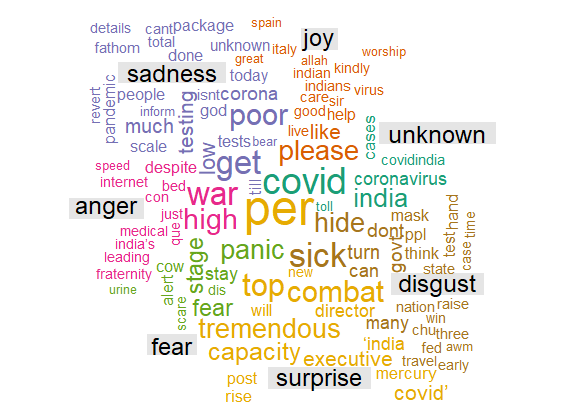 spain
details cant package joy
fathom total unknown italy worship
done great allah
sadness today indian kindly
revert pandemic people isnt corona indians virus
inform testing god poor care sir
much good help
scale tests bear live like cases unknown
low get please covidindia
speed despite till covid coronavirus
internet bed war india
con
anger just high per toll
medical que hide dont mask hand
india's stage panic sick govt ppl test time
leading turn think case
fraternity cow stay can state
urine alert dis new top combat disgust
scare fear will director nation raise
tremendous many chu win three
fear capacity executive 'india fed awm
travel early
post surprise mercury
rise covid'